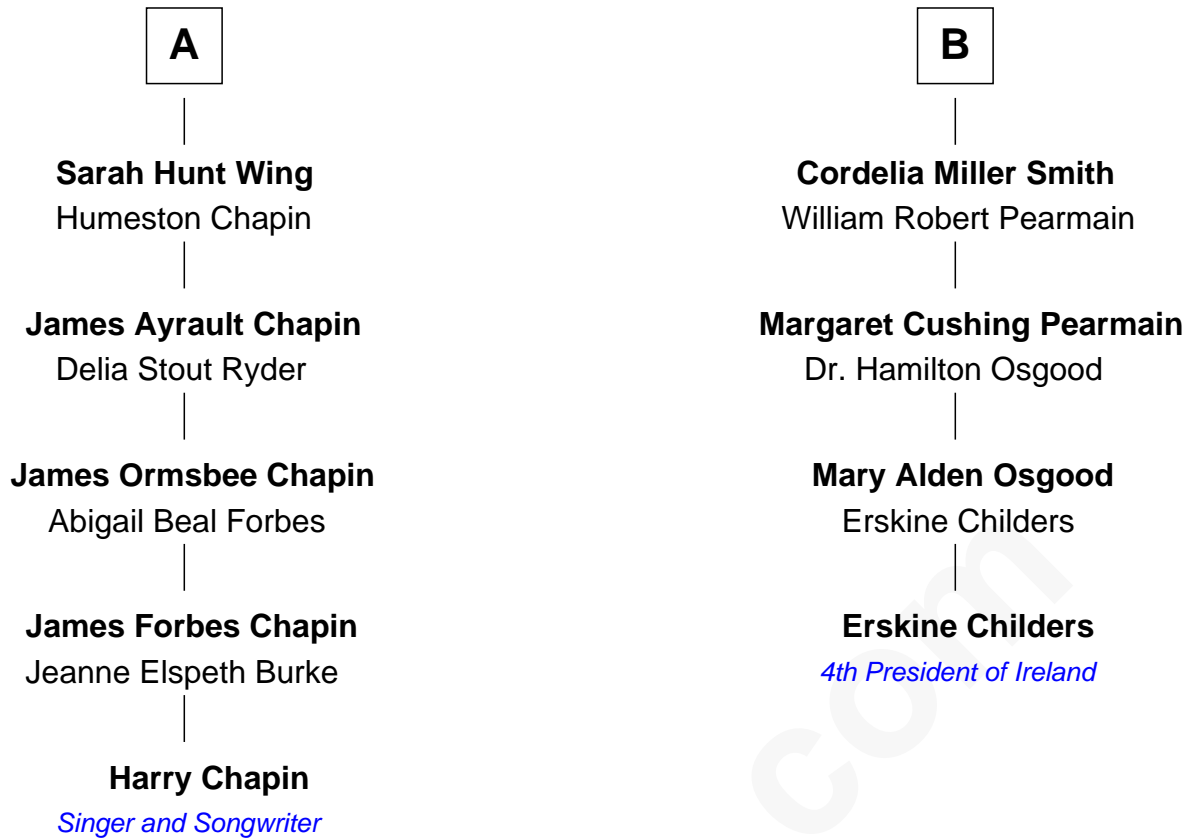 A
Sarah Hunt Wing
Humeston Chapin
James Ayrault Chapin
Delia Stout Ryder
James Ormsbee Chapin
Abigail Beal Forbes
James Forbes Chapin
Jeanne Elspeth Burke
Harry Chapin
Singer and Songwriter
B
Cordelia Miller Smith
William Robert Pearmain
Margaret Cushing Pearmain
Dr. Hamilton Osgood
Mary Alden Osgood
Erskine Childers
Erskine Childers
4th President of Ireland
com